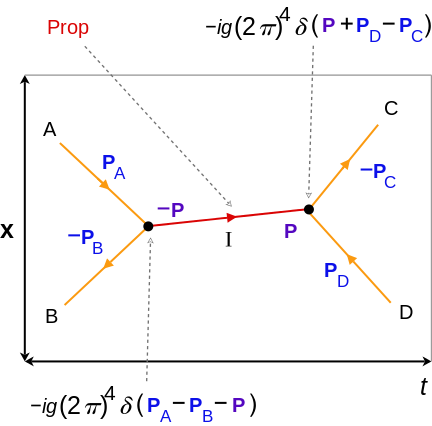 −ig(2π)⁴ δ(P+P_D−P_C)
Prop
A
C
P_A
−P_C
−P
x
−P_B
I
P
P_D
B
D
t
−ig(2π)⁴ δ(P_A−P_B−P)